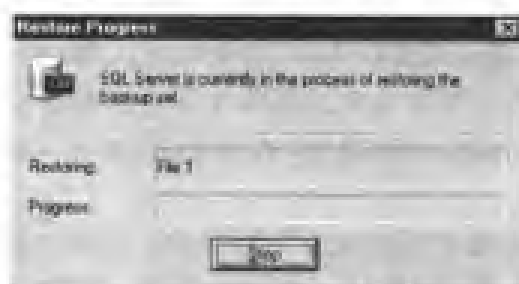 Restore Progress
SQL Server is currently in the process of restoring the
backup set.
Restoring: File 1
Progress:
Stop